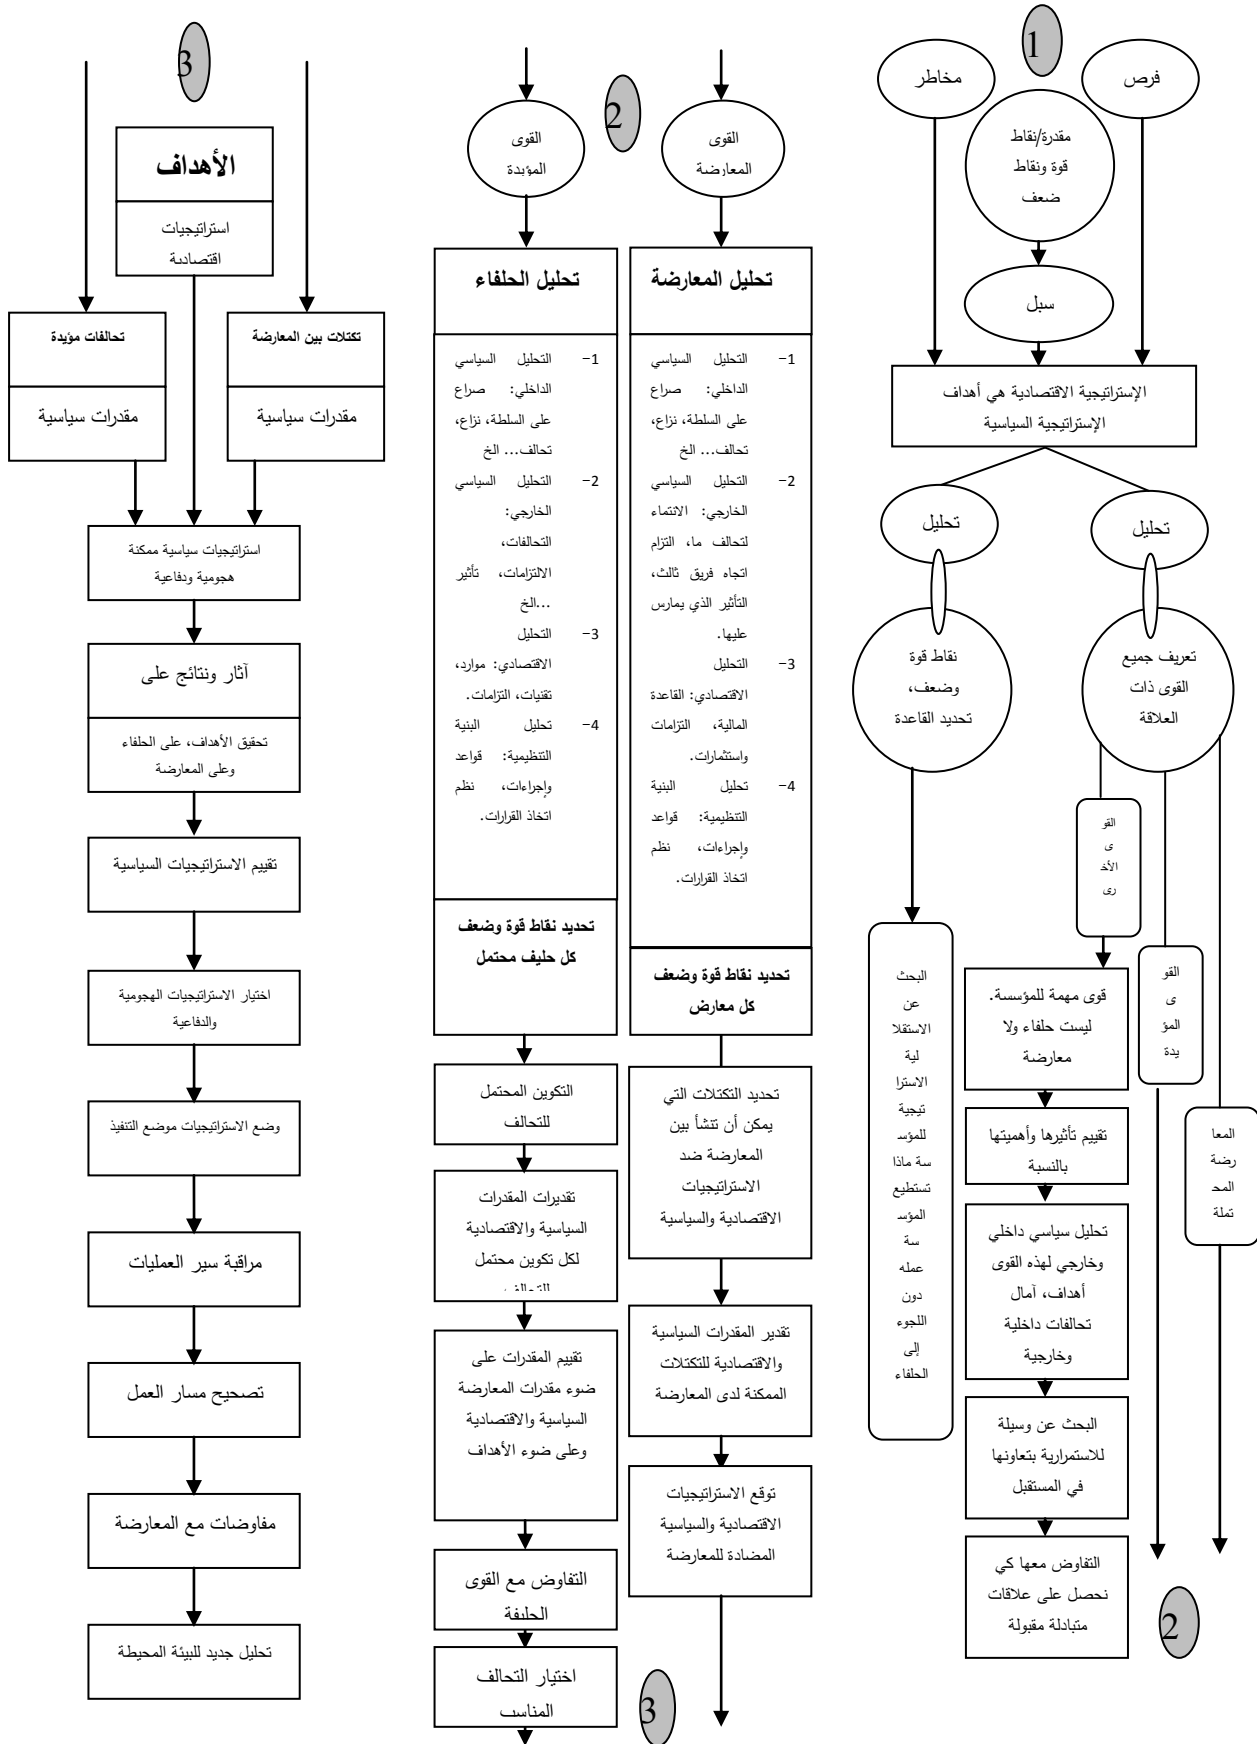 1
فرص
مخاطر
مقدرة/نقاط
قوة ونقاط
ضعف
سبل
الإستراتيجية الاقتصادية هي أهداف
الإستراتيجية السياسية
تحليل
تحليل
تعريف جميع
القوى ذات
العلاقة
نقاط قوة
وضعف،
تحديد القاعدة
القو
ى
الأخ
رى
القو
ى
المؤ
يدة
المعا
رضة
المح
تملة
البحث
عن
الاستقلا
لية
الاسترا
تيجية
للمؤس
سة ماذا
تستطيع
المؤس
سة
عمله
دون
اللجوء
إلى
الحلفاء
قوى مهمة للمؤسسة.
ليست حلفاء ولا
معارضة
تقييم تأثيرها وأهميتها
بالنسبة
تحليل سياسي داخلي
وخارجي لهذه القوى
أهداف، آمال
تحالفات داخلية
وخارجية
البحث عن وسيلة
للاستمرارية بتعاونها
في المستقبل
التفاوض معها كي
نحصل على علاقات
متبادلة مقبولة
2
2
القوى
المعارضة
تحليل المعارضة
1- التحليل السياسي
الداخلي: صراع
على السلطة، نزاع،
تحالف... الخ
2- التحليل السياسي
الخارجي: الانتماء
لتحالف ما، التزام
اتجاه فريق ثالث،
التأثير الذي يمارس
عليها.
3- التحليل
الاقتصادي: القاعدة
المالية، التزامات
واستثمارات.
4- تحليل البنية
التنظيمية: قواعد
وإجراءات، نظم
اتخاذ القرارات.
تحديد نقاط قوة وضعف
كل معارض
تحديد التكتلات التي
يمكن أن تنشأ بين
المعارضة ضد
الاستراتيجيات
الاقتصادية والسياسية
تقدير المقدرات السياسية
والاقتصادية للتكتلات
الممكنة لدى المعارضة
توقع الاستراتيجيات
الاقتصادية والسياسية
المضادة للمعارضة
القوى
المؤيدة
تحليل الحلفاء
1- التحليل السياسي
الداخلي: صراع
على السلطة، نزاع،
تحالف... الخ
2- التحليل السياسي
الخارجي:
التحالفات،
الالتزامات، تأثير
...الخ
3- التحليل
الاقتصادي: موارد،
تقنيات، التزامات.
4- تحليل البنية
التنظيمية: قواعد
وإجراءات، نظم
اتخاذ القرارات.
تحديد نقاط قوة وضعف
كل حليف محتمل
التكوين المحتمل
للتحالف
تقديرات المقدرات
السياسية والاقتصادية
لكل تكوين محتمل
للتحالف
تقييم المقدرات على
ضوء مقدرات المعارضة
السياسية والاقتصادية
وعلى ضوء الأهداف
التفاوض مع القوى
الحليفة
اختيار التحالف
المناسب
3
3
الأهداف
استراتيجيات
اقتصادية
تكتلات بين المعارضة
مقدرات سياسية
تحالفات مؤيدة
مقدرات سياسية
استراتيجيات سياسية ممكنة
هجومية ودفاعية
آثار ونتائج على
تحقيق الأهداف، على الحلفاء
وعلى المعارضة
تقييم الاستراتيجيات السياسية
اختيار الاستراتيجيات الهجومية
والدفاعية
وضع الاستراتيجيات موضع التنفيذ
مراقبة سير العمليات
تصحيح مسار العمل
مفاوضات مع المعارضة
تحليل جديد للبيئة المحيطة